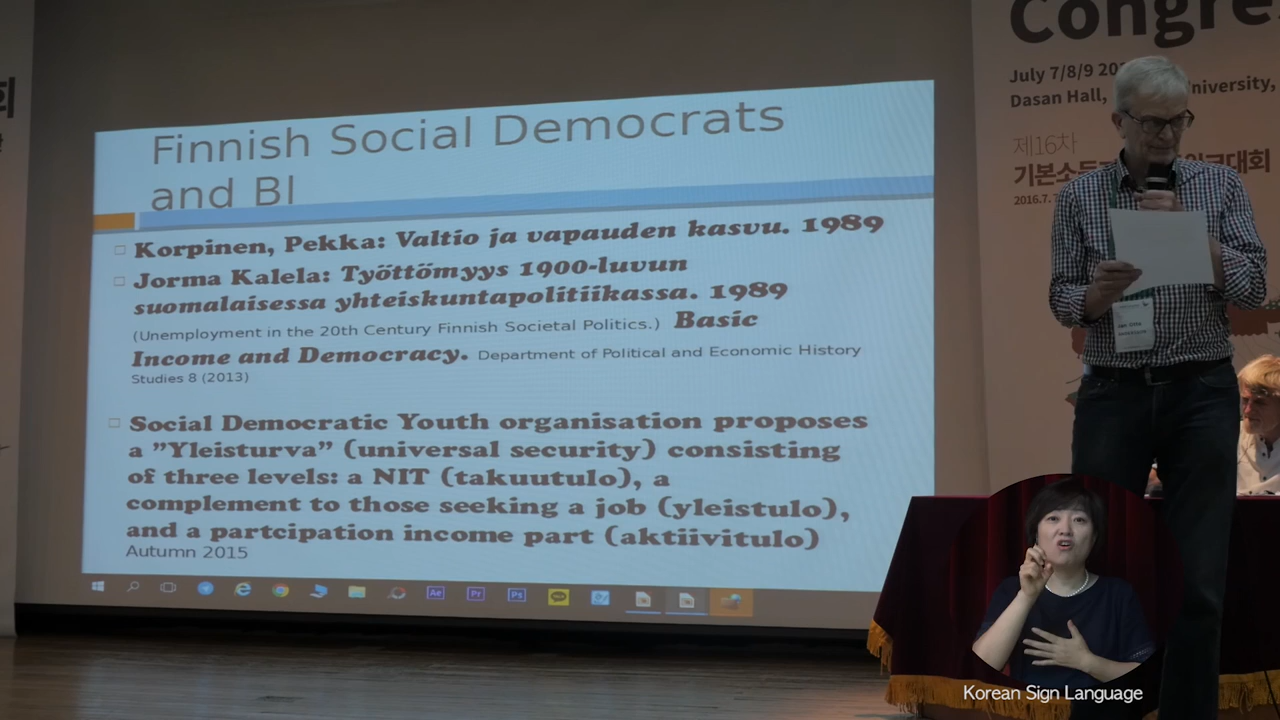 Finnish Social Democrats
and BI
Korpinen, Pekka: Valtio ja vapauden kasvu. 1989
Jorma Kalela: Työttömyys 1900-luvun
suomalaisessa yhteiskuntapolitiikassa. 1989
(Unemployment in the 20th Century Finnish Societal Politics.) Basic
Income and Democracy. Department of Political and Economic History
Studies 8 (2013)
Social Democratic Youth organisation proposes
a ”Yleisturva” (universal security) consisting
of three levels: a NIT (takuutulo), a
complement to those seeking a job (yleistulo),
and a partcipation income part (aktiivitulo)
Autumn 2015
Ae
Pr
Ps
Congre
July 7/8/9
Dasan Hall,
제16차
기본소
대회
2016.7.
Korean Sign Language